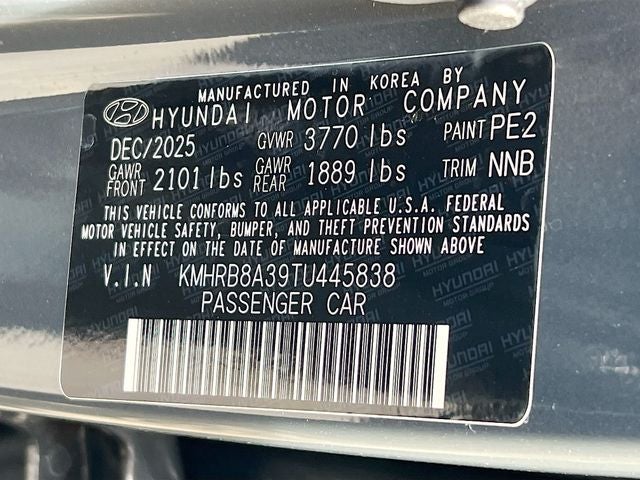 MANUFACTURED IN KOREA BY
HYUNDAI MOTOR COMPANY
DEC/2025 GVWR 3770 lbs PAINT PE2
GAWR FRONT 2101 lbs GAWR REAR 1889 lbs TRIM NNB
THIS VEHICLE CONFORMS TO ALL APPLICABLE U.S.A. FEDERAL
MOTOR VEHICLE SAFETY, BUMPER, AND THEFT PREVENTION STANDARDS
IN EFFECT ON THE DATE OF MANUFACTURE SHOWN ABOVE
V.I.N KMHRB8A39TU445838
PASSENGER CAR